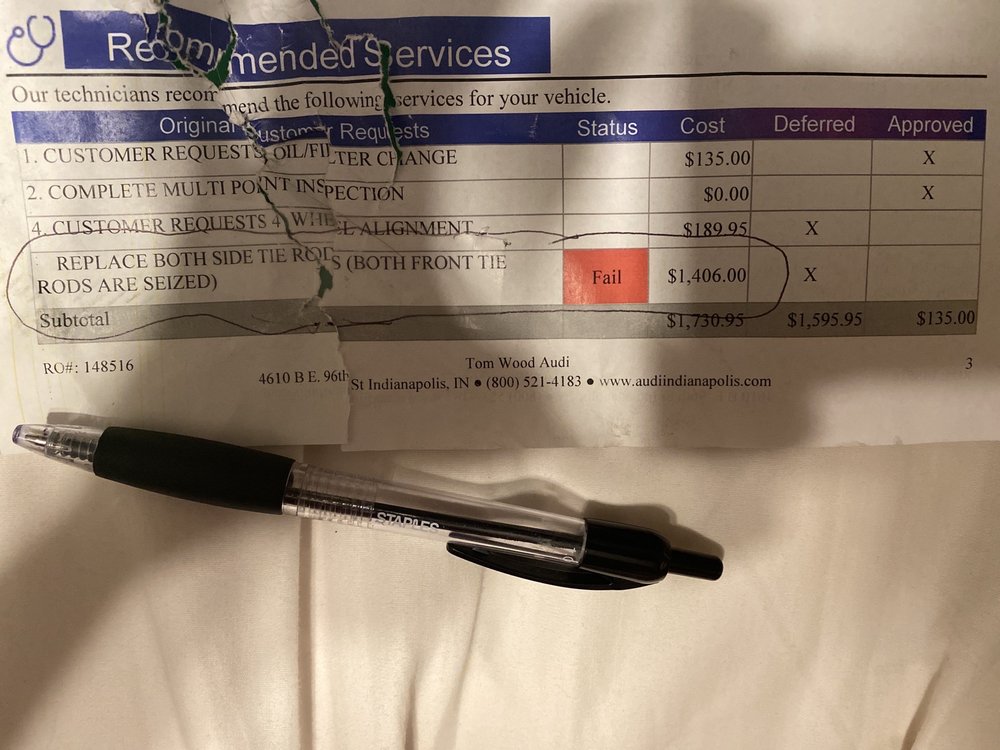 Recommended Services
Our technicians recommend the following services for your vehicle.
Original Customer Requests Status Cost Deferred Approved
1. CUSTOMER REQUESTS OIL/FILTER CHANGE $135.00 X
2. COMPLETE MULTI POINT INSPECTION $0.00 X
4. CUSTOMER REQUESTS 4 WHEEL ALIGNMENT $189.95 X
REPLACE BOTH SIDE TIE RODS (BOTH FRONT TIE
RODS ARE SEIZED) Fail $1,406.00 X
Subtotal $1,730.95 $1,595.95 $135.00
RO#: 148516 Tom Wood Audi 3
4610 B E. 96th St Indianapolis, IN ● (800) 521-4183 ● www.audiindianapolis.com
STAPLES